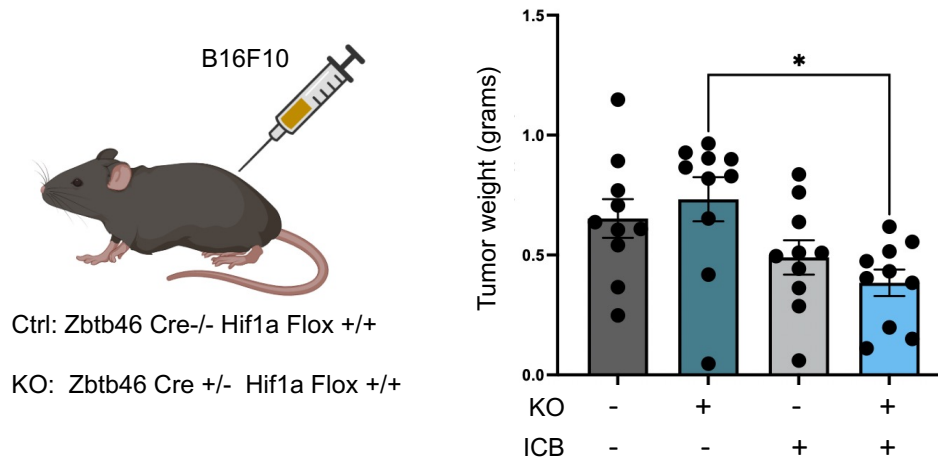 B16F10
Ctrl: Zbtb46 Cre-/- Hif1a Flox +/+
KO: Zbtb46 Cre +/- Hif1a Flox +/+
Tumor weight (grams)
1.5
1.0
0.5
0.0
*
KO - + - +
ICB - - + +